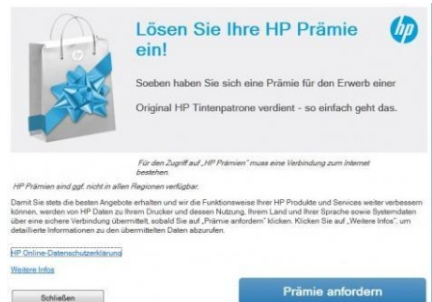 Lösen Sie Ihre HP Prämie
ein!
hp
Soeben haben Sie sich eine Prämie für den Erwerb einer
Original HP Tintenpatrone verdient - so einfach geht das.
Für den Zugriff auf „HP Prämien" muss eine Verbindung zum Internet
bestehen.
HP Prämien sind ggf. nicht in allen Regionen verfügbar.
Damit Sie stets die besten Angebote erhalten und wir die Funktionsweise Ihrer HP Produkte und Services weiter verbessern
können, werden von HP Daten zu Ihrem Drucker und dessen Nutzung, Ihrem Land und Ihrer Sprache sowie Systemdaten
über eine sichere Verbindung übermittelt, sobald Sie auf „Prämie anfordern" klicken. Klicken Sie auf „Weitere Infos", um
detaillierte Informationen zu den übermittelten Daten abzurufen.
HP Online-Datenschutzerklärung
Weitere Infos
Schließen
Prämie anfordern